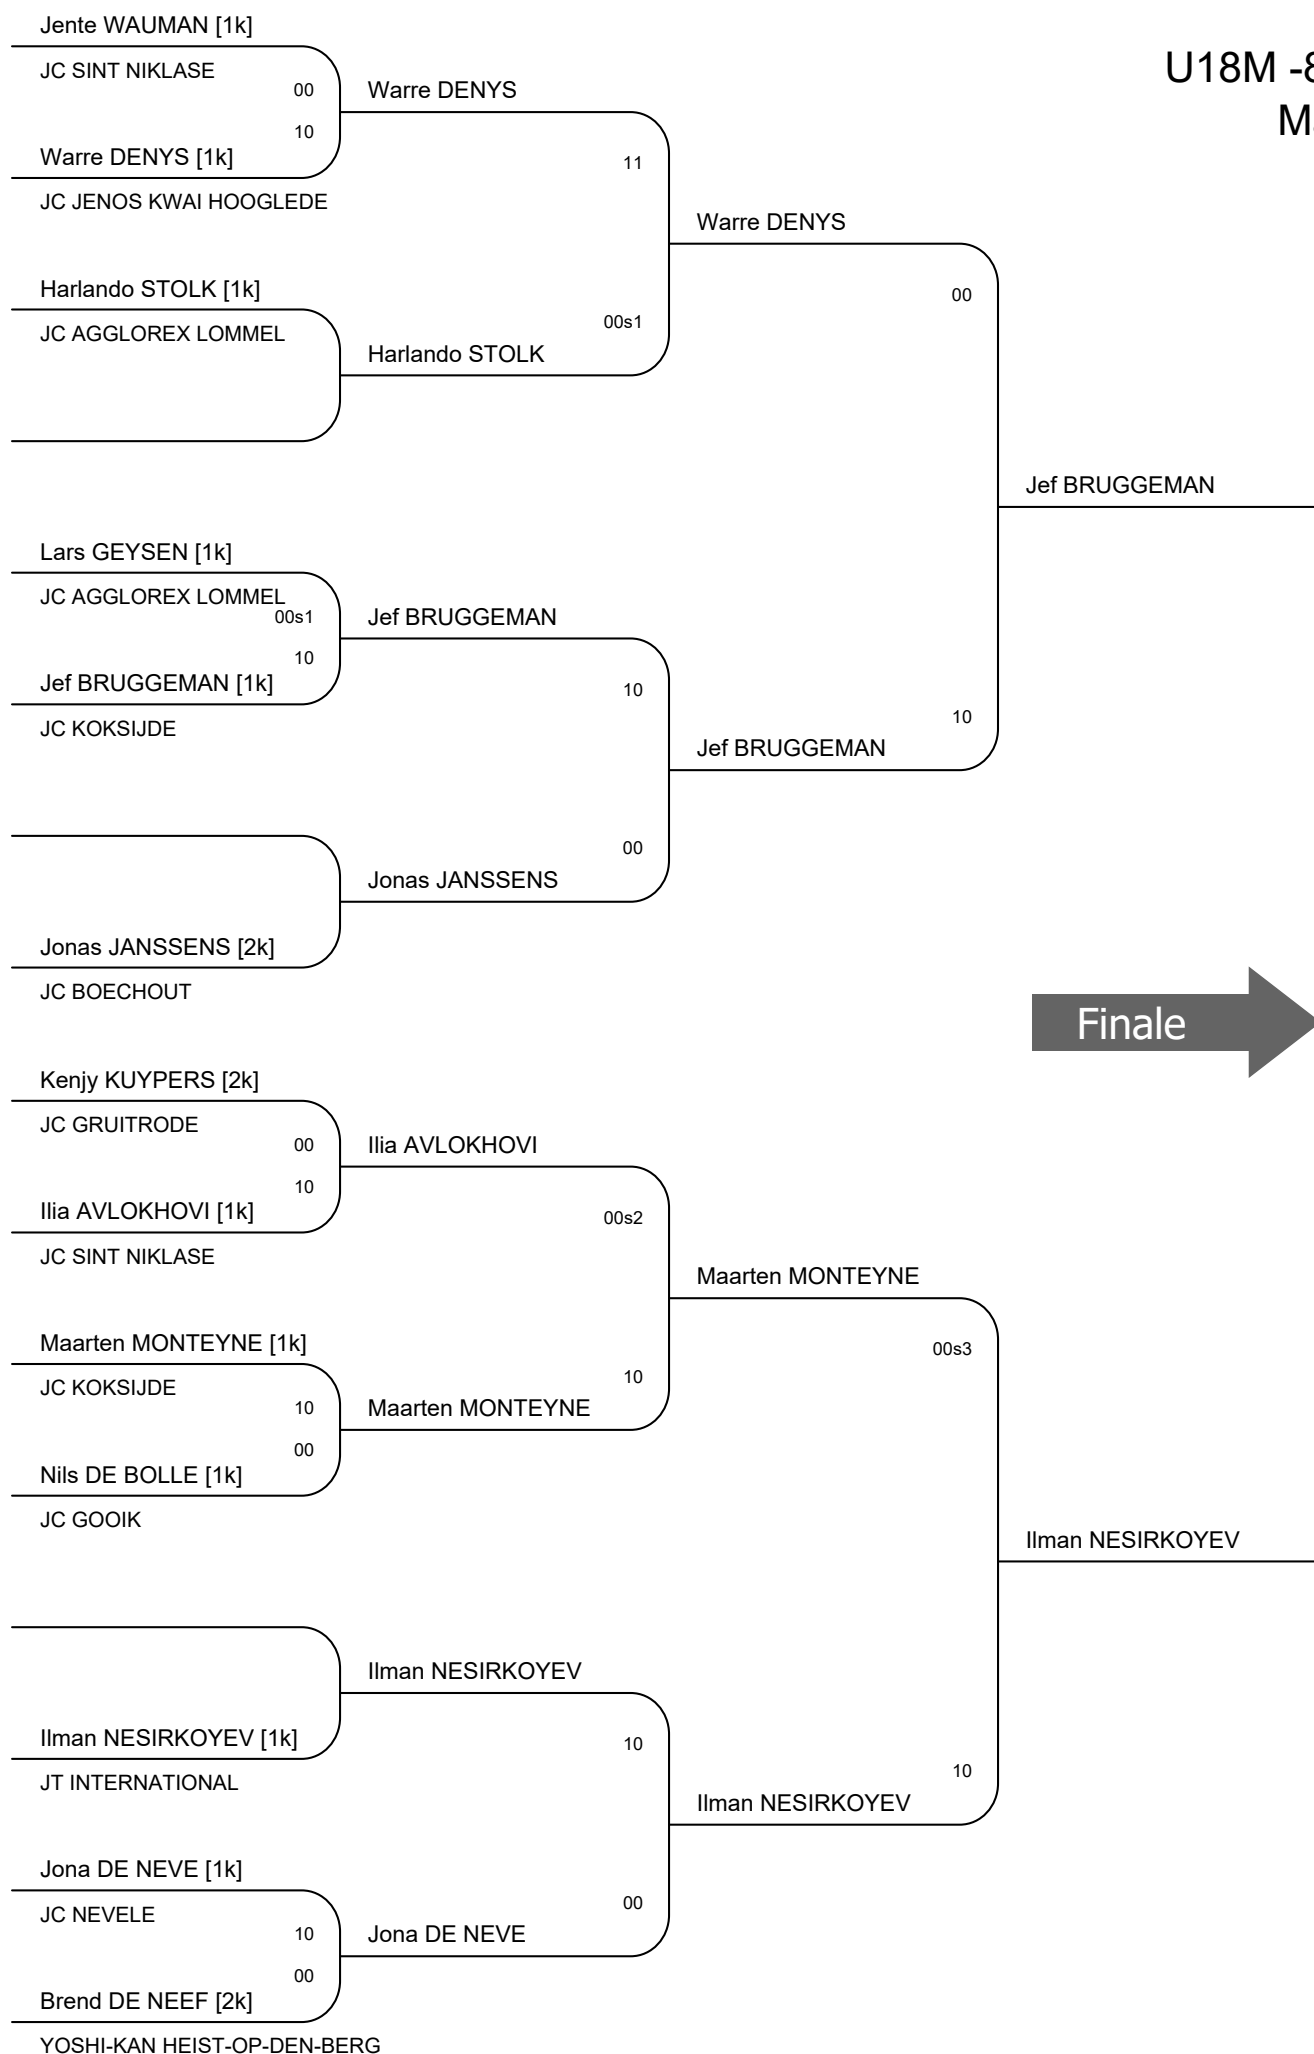 Jente WAUMAN [1k]
JC SINT NIKLASE
00
10
Warre DENYS [1k]
JC JENOS KWAI HOOGLEDE
Warre DENYS
U18M -8
M
11
Warre DENYS
Harlando STOLK [1k]
JC AGGLOREX LOMMEL
00s1
Harlando STOLK
00
Jef BRUGGEMAN
Lars GEYSEN [1k]
JC AGGLOREX LOMMEL
00s1
10
Jef BRUGGEMAN [1k]
JC KOKSIJDE
Jef BRUGGEMAN
10
10
Jef BRUGGEMAN
00
Jonas JANSSENS
Jonas JANSSENS [2k]
JC BOECHOUT
Finale
Kenjy KUYPERS [2k]
JC GRUITRODE
00
10
Ilia AVLOKHOVI [1k]
JC SINT NIKLASE
Ilia AVLOKHOVI
00s2
Maarten MONTEYNE
Maarten MONTEYNE [1k]
JC KOKSIJDE
10
00
Nils DE BOLLE [1k]
JC GOOIK
10
Maarten MONTEYNE
00s3
Ilman NESIRKOYEV
Ilman NESIRKOYEV
Ilman NESIRKOYEV [1k]
JT INTERNATIONAL
10
10
Ilman NESIRKOYEV
Jona DE NEVE [1k]
JC NEVELE
10
00
Brend DE NEEF [2k]
YOSHI-KAN HEIST-OP-DEN-BERG
00
Jona DE NEVE